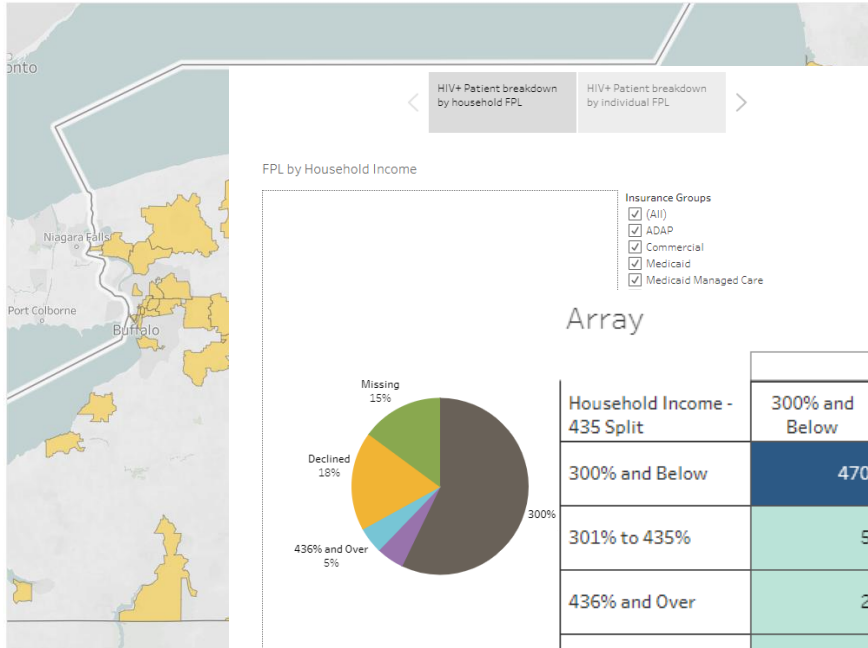 onto
HIV+ Patient breakdown
by household FPL
HIV+ Patient breakdown
by individual FPL
FPL by Household Income
Insurance Groups
(All)
ADAP
Commercial
Medicaid
Medicaid Managed Care
Niagara Falls
Port Colborne
Buffalo
Array
Missing
15%
Declined
18%
436% and Over
5%
300%
Household Income -
435 Split
300% and
Below
300% and Below
470
301% to 435%
5
436% and Over
2